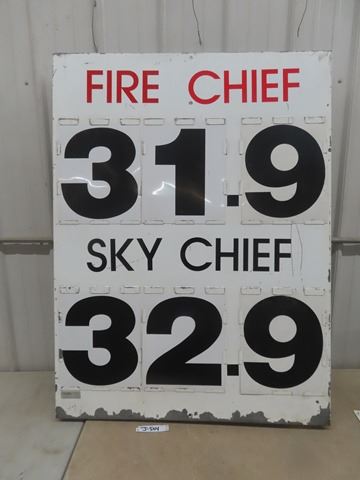 FIRE CHIEF
31.9
SKY CHIEF
32.9